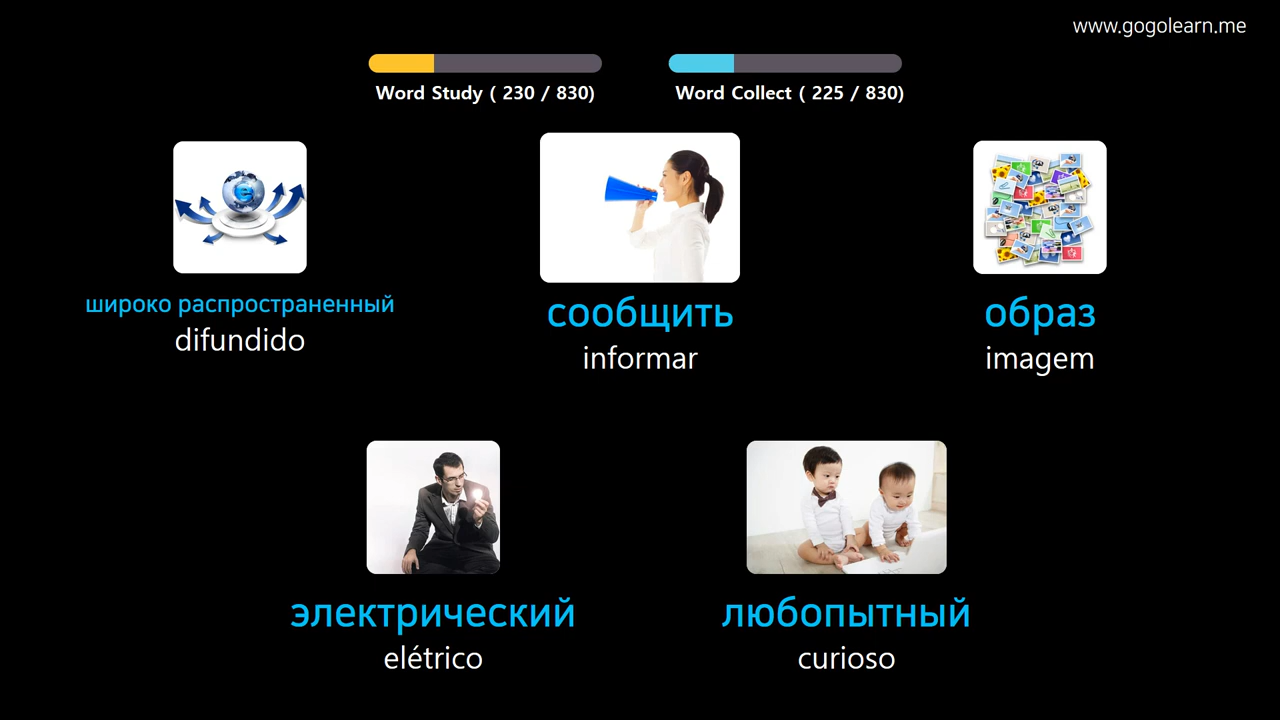 www.gogolearn.me
Word Study ( 230 / 830)
Word Collect ( 225 / 830)
широко распространенный
difundido
сообщить
informar
образ
imagem
электрический
elétrico
любопытный
curioso